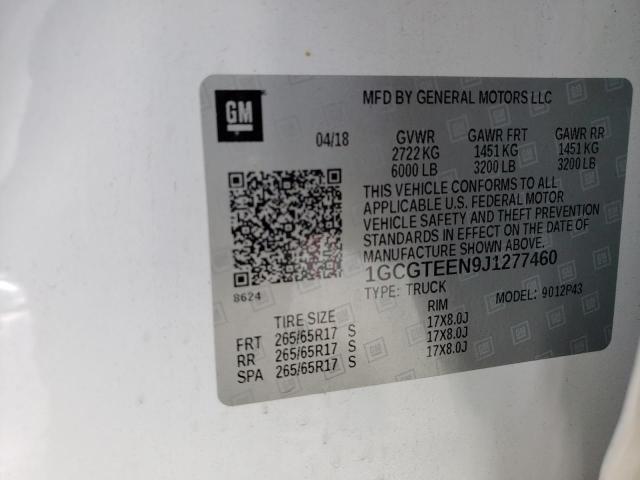 GM
MFD BY GENERAL MOTORS LLC
04/18 GVWR GAWR FRT GAWR RR
2722 KG 1451 KG 1451 KG
6000 LB 3200 LB 3200 LB
THIS VEHICLE CONFORMS TO ALL
APPLICABLE U.S. FEDERAL MOTOR
VEHICLE SAFETY AND THEFT PREVENTION
STANDARDS IN EFFECT ON THE DATE OF
MANUFACTURE SHOWN ABOVE.
1GCGTEEN9J1277460
8624
TYPE: TRUCK MODEL: 9012P43
TIRE SIZE RIM
FRT 265/65R17 S 17X8.0J
RR 265/65R17 S 17X8.0J
SPA 265/65R17 S 17X8.0J